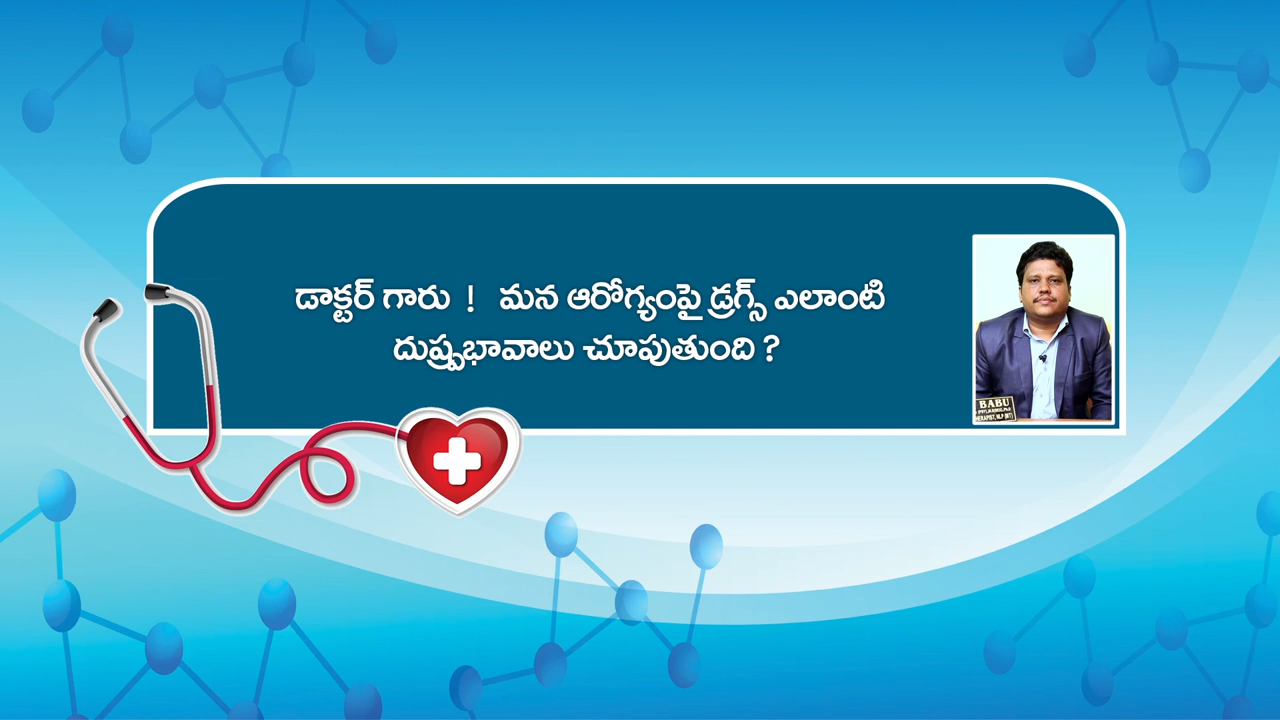 డాక్టర్ గారు ! మన ఆరోగ్యంపై డ్రగ్స్ ఎలాంటి
దుష్ప్రభావాలు చూపుతుంది ?
BABU